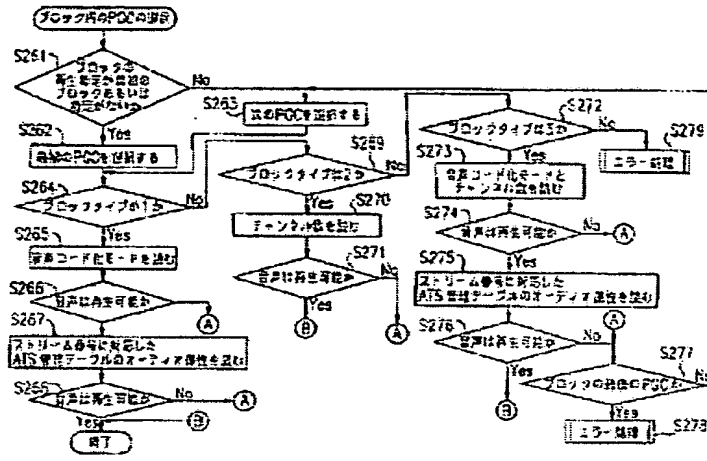 ブロック内のPGCの選択
S261
ブロックの
再生指定が最初の
ブロックあるいは
指定がないか
No
Yes
S262
最初のPGCを選択する
S263
次のPGCを選択する
S264
ブロックタイプが1か
No
Yes
S265
音声コード化モードを読む
S266
音声は再生可能か
A
S267
ストリーム番号に対応した
ATS管理テーブルのオーディオ属性を読む
音声は再生可能か
No
A
Yes
B
終了
S269
ブロックタイプは2か
No
Yes
S270
チャンネル数を読む
S271
音声は再生可能か
No
Yes
B
A
S272
ブロックタイプは3か
No
S279
エラー処理
Yes
S273
音声コード化モードと
チャンネル数を読む
S274
音声は再生可能か
No
A
Yes
S275
ストリーム番号に対応した
ATS管理テーブルのオーディオ属性を読む
S276
音声は再生可能か
No
A
Yes
B
S277
ブロックの最後のPGCか
No
Yes
エラー処理
S278